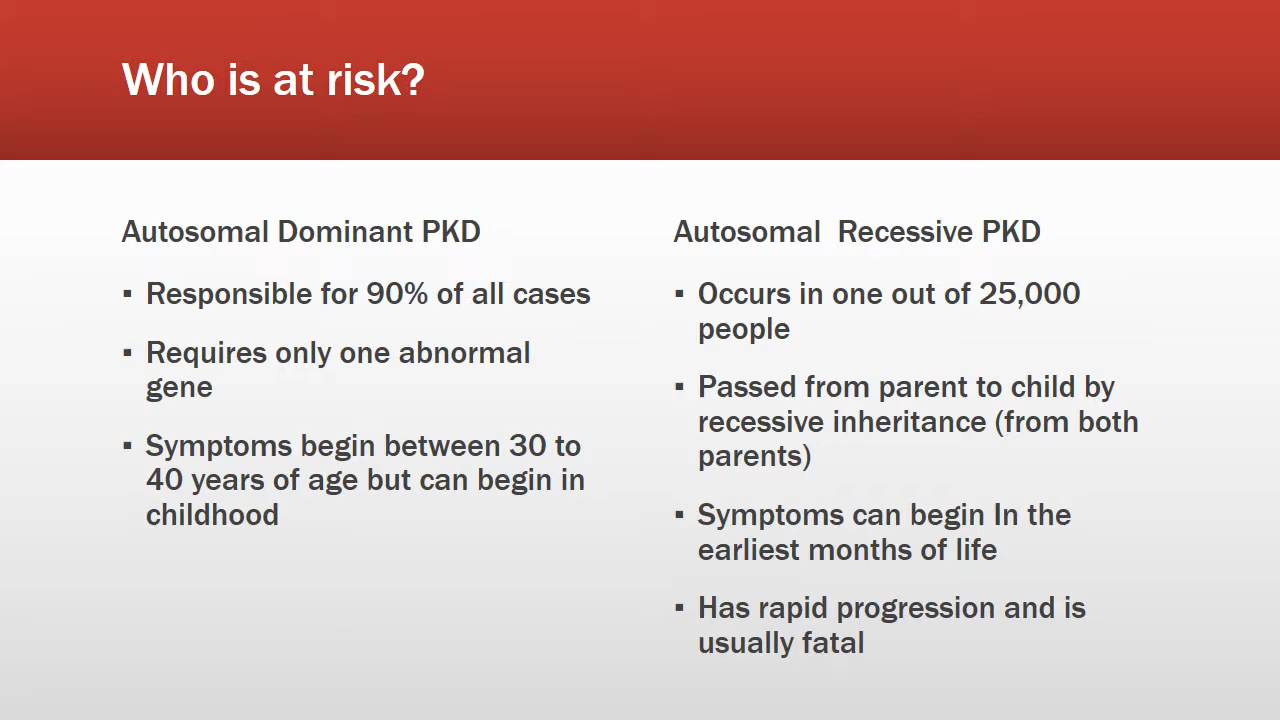 Who is at risk?
Autosomal Dominant PKD
▪ Responsible for 90% of all cases
▪ Requires only one abnormal
gene
▪ Symptoms begin between 30 to
40 years of age but can begin in
childhood
Autosomal  Recessive PKD
▪ Occurs in one out of 25,000
people
▪ Passed from parent to child by
recessive inheritance (from both
parents)
▪ Symptoms can begin In the
earliest months of life
▪ Has rapid progression and is
usually fatal